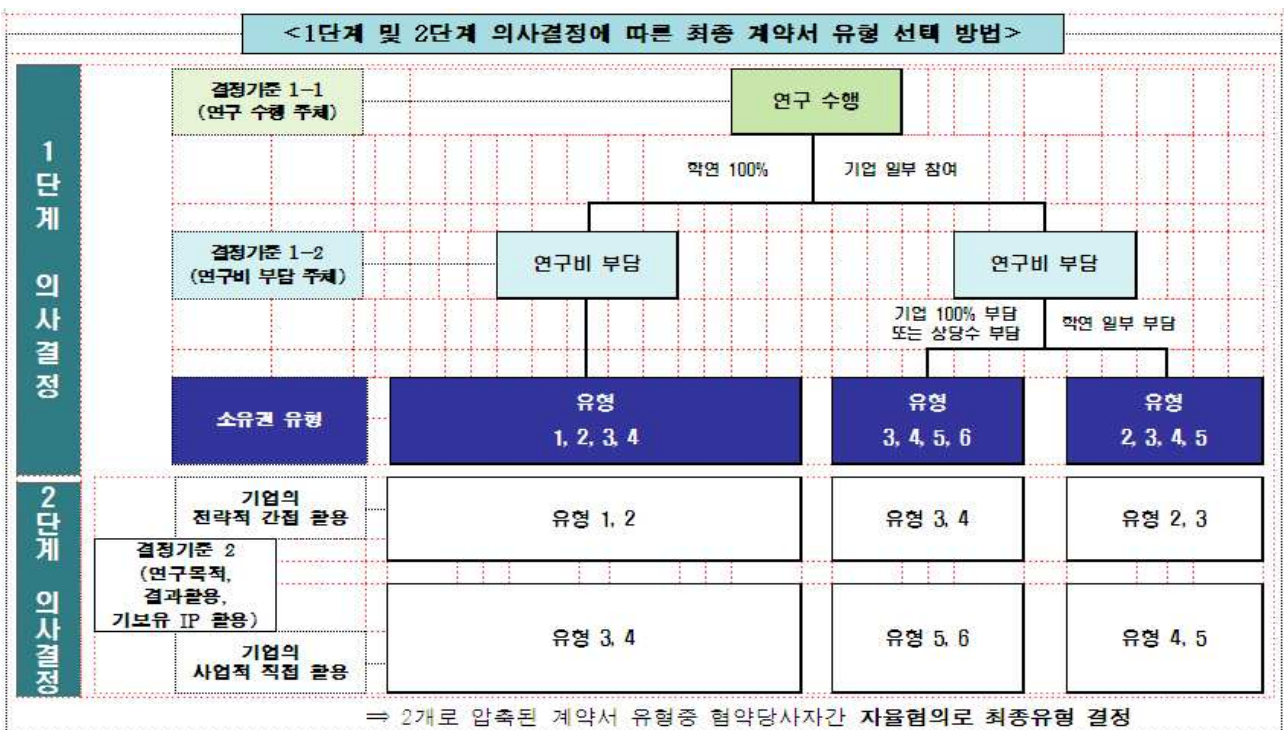 <1단계 및 2단계 의사결정에 따른 최종 계약서 유형 선택 방법>
1단계 의사결정
결정기준 1-1
(연구 수행 주체)
연구 수행
학연 100%
기업 일부 참여
결정기준 1-2
(연구비 부담 주체)
연구비 부담
연구비 부담
기업 100% 부담
또는 상당수 부담
학연 일부 부담
소유권 유형
유형
1, 2, 3, 4
유형
3, 4, 5, 6
유형
2, 3, 4, 5
2단계 의사결정
기업의
전략적 간접 활용
유형 1, 2
유형 3, 4
유형 2, 3
결정기준 2
(연구목적,
결과활용,
기보유 IP 활용)
기업의
사업적 직접 활용
유형 3, 4
유형 5, 6
유형 4, 5
⇒ 2개로 압축된 계약서 유형중 협약당사자간 자율협의로 최종유형 결정